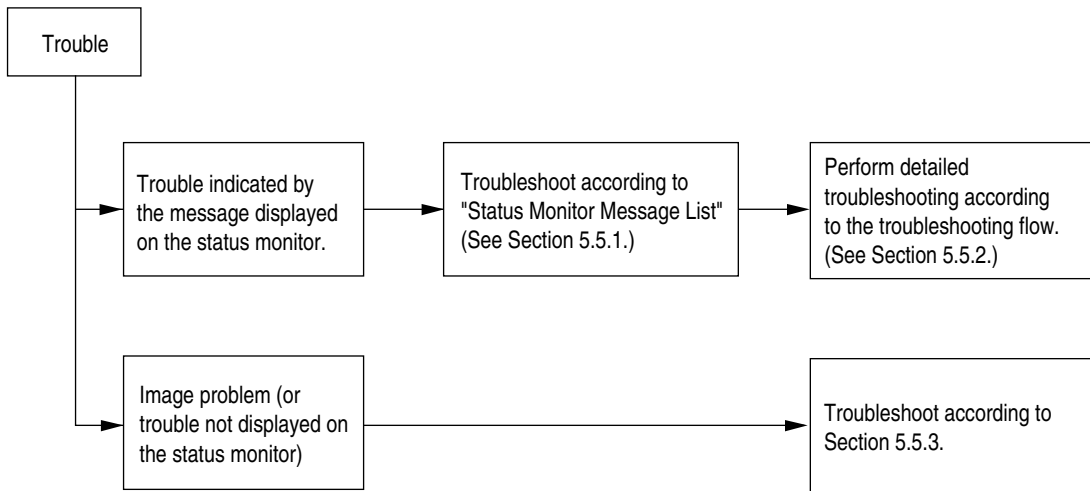 Trouble
Trouble indicated by
the message displayed
on the status monitor.
Troubleshoot according to
"Status Monitor Message List"
(See Section 5.5.1.)
Perform detailed
troubleshooting according
to the troubleshooting flow.
(See Section 5.5.2.)
Image problem (or
trouble not displayed on
the status monitor)
Troubleshoot according to
Section 5.5.3.